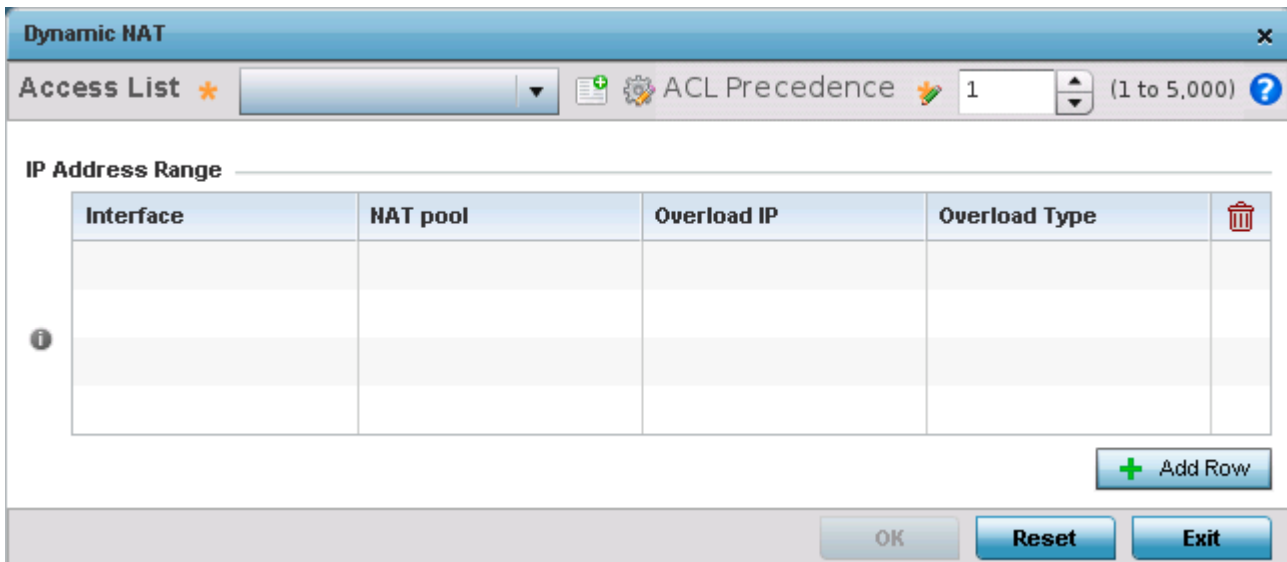 Dynamic NAT
Access List * ACL Precedence 1 (1 to 5,000) ?
IP Address Range
Interface NAT pool Overload IP Overload Type
Add Row
OK Reset Exit